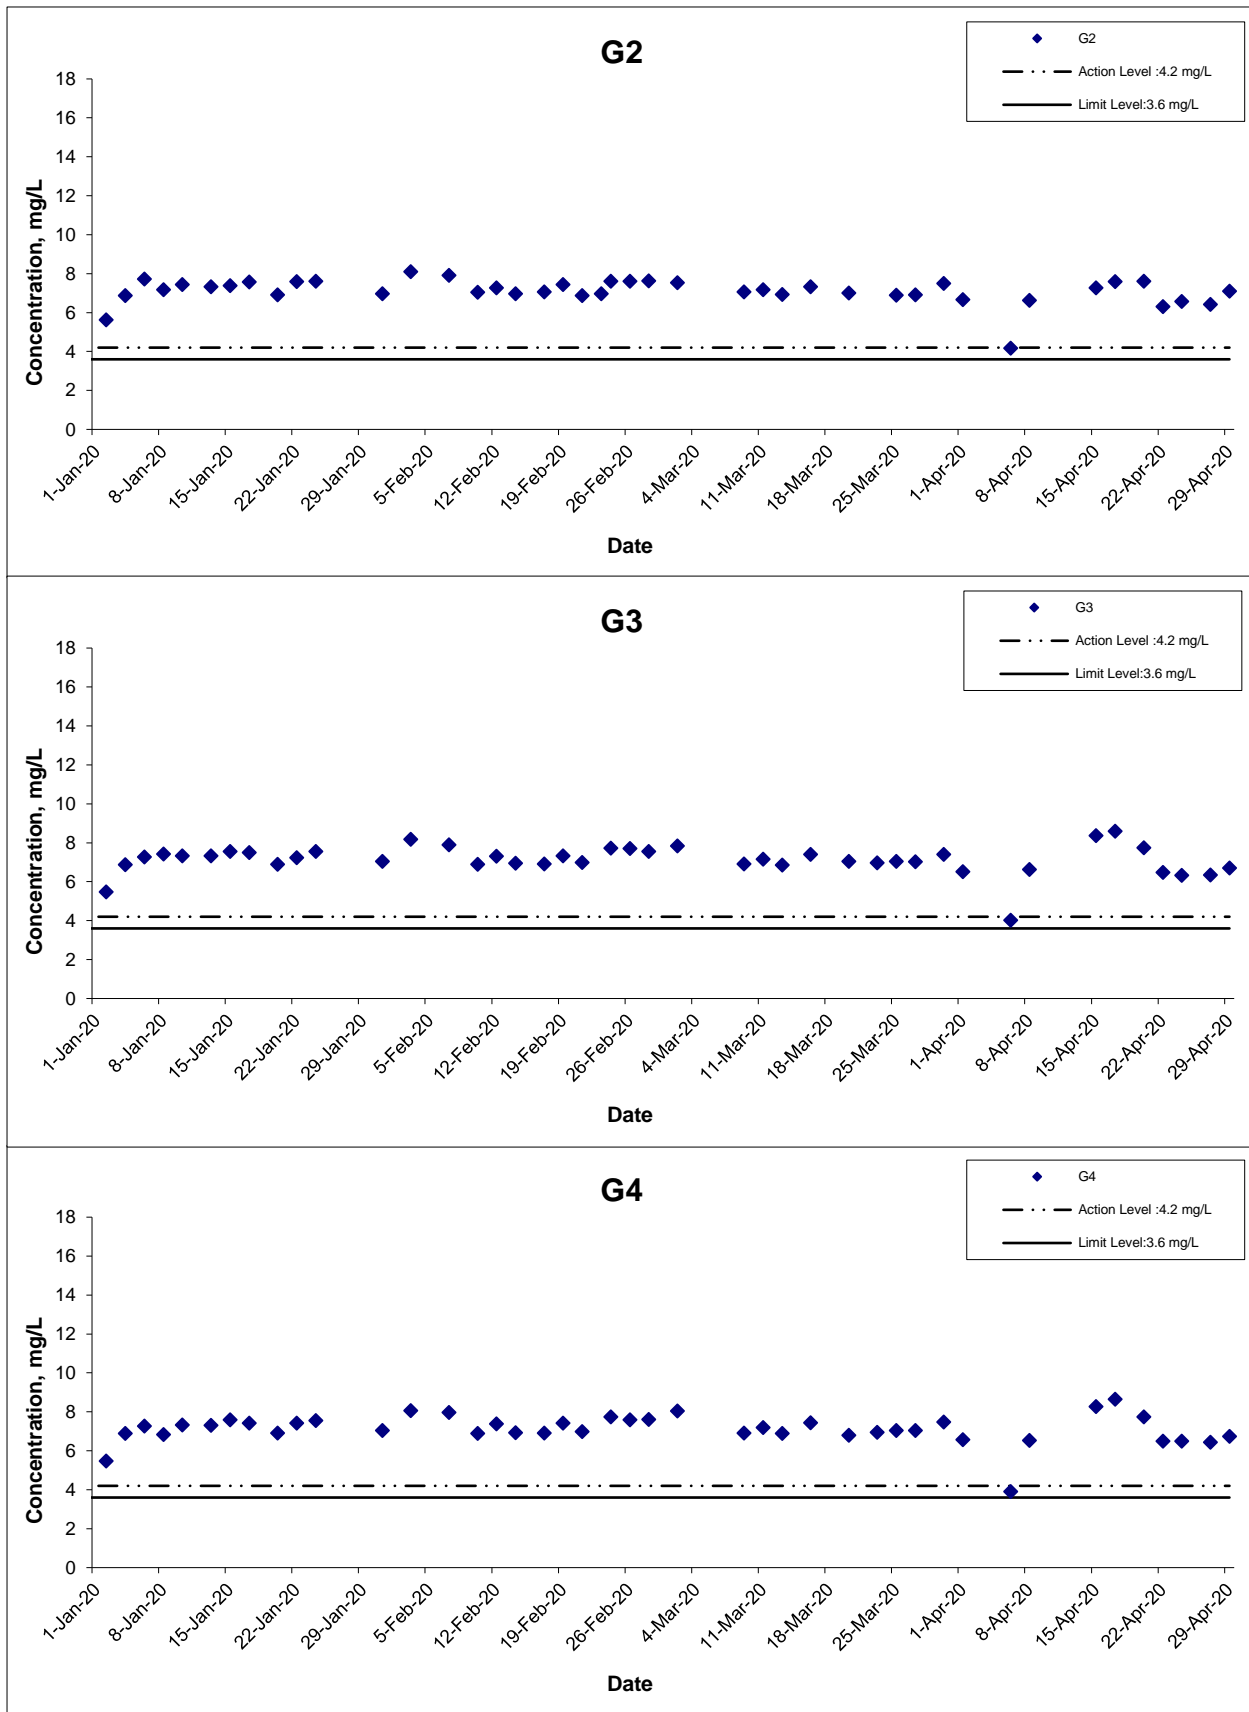 G2
G2
Action Level :4.2 mg/L
Limit Level:3.6 mg/L
Concentration, mg/L
18
16
14
12
10
8
6
4
2
0
1-Jan-20
8-Jan-20
15-Jan-20
22-Jan-20
29-Jan-20
5-Feb-20
12-Feb-20
19-Feb-20
26-Feb-20
4-Mar-20
11-Mar-20
18-Mar-20
25-Mar-20
1-Apr-20
8-Apr-20
15-Apr-20
22-Apr-20
29-Apr-20
Date
G3
G3
Action Level :4.2 mg/L
Limit Level:3.6 mg/L
Concentration, mg/L
18
16
14
12
10
8
6
4
2
0
1-Jan-20
8-Jan-20
15-Jan-20
22-Jan-20
29-Jan-20
5-Feb-20
12-Feb-20
19-Feb-20
26-Feb-20
4-Mar-20
11-Mar-20
18-Mar-20
25-Mar-20
1-Apr-20
8-Apr-20
15-Apr-20
22-Apr-20
29-Apr-20
Date
G4
G4
Action Level :4.2 mg/L
Limit Level:3.6 mg/L
Concentration, mg/L
18
16
14
12
10
8
6
4
2
0
1-Jan-20
8-Jan-20
15-Jan-20
22-Jan-20
29-Jan-20
5-Feb-20
12-Feb-20
19-Feb-20
26-Feb-20
4-Mar-20
11-Mar-20
18-Mar-20
25-Mar-20
1-Apr-20
8-Apr-20
15-Apr-20
22-Apr-20
29-Apr-20
Date